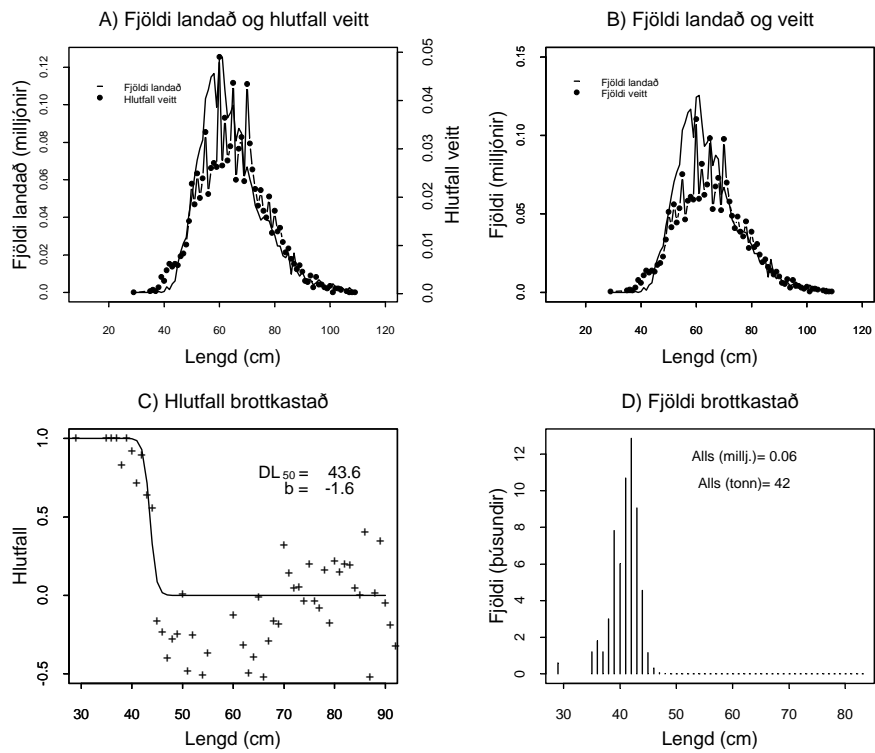 A) Fjöldi landað og hlutfall veitt
Fjöldi landað (milljónir)
0.0 0.02 0.04 0.06 0.08 0.10 0.12
Fjöldi landað
Hlutfall veitt
0.0 0.01 0.02 0.03 0.04 0.05
Hlutfall veitt
20 40 60 80 100 120
Lengd (cm)
B) Fjöldi landað og veitt
Fjöldi (milljónir)
0.0 0.05 0.10 0.15
Fjöldi landað
Fjöldi veitt
20 40 60 80 100 120
Lengd (cm)
C) Hlutfall brottkastað
Hlutfall
-0.5 0.0 0.5 1.0
DL50 = 43.6
b = -1.6
30 40 50 60 70 80 90
Lengd (cm)
D) Fjöldi brottkastað
Fjöldi (þúsundir)
0 2 4 6 8 10 12
Alls (millj.)= 0.06
Alls (tonn)= 42
30 40 50 60 70 80
Lengd (cm)